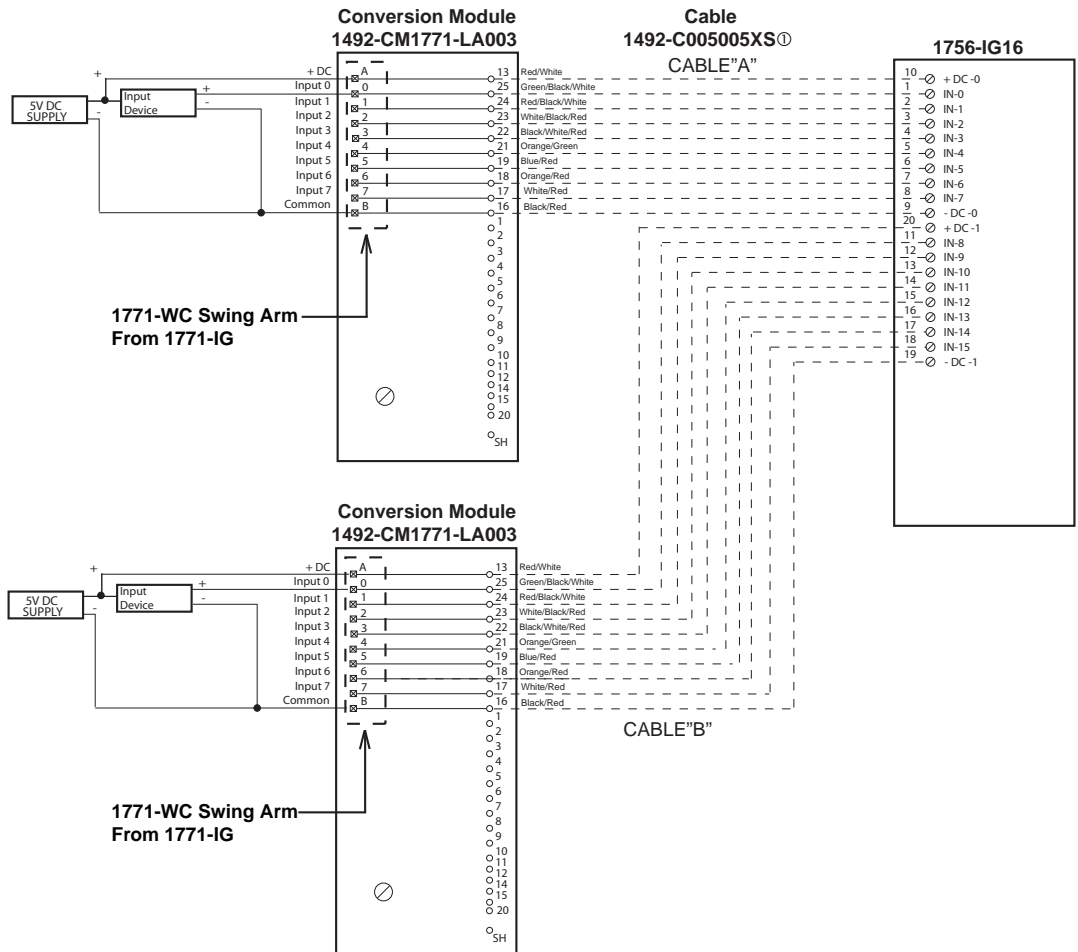 Conversion Module
1492-CM1771-LA003
Cable
1492-C005005XS①
CABLE"A"
1756-IG16
+
5V DC
SUPPLY
-
Input
Device
+
-
+ DC
Input 0
Input 1
Input 2
Input 3
Input 4
Input 5
Input 6
Input 7
Common
A
0
1
2
3
4
5
6
7
B
13 Red/White
25 Green/Black/White
24 Red/Black/White
23 White/Black/Red
22 Black/White/Red
21 Orange/Green
19 Blue/Red
18 Orange/Red
17 White/Red
16 Black/Red
1
2
3
4
5
6
7
8
9
10
11
12
14
15
20
SH
10 + DC -0
1 IN-0
2 IN-1
3 IN-2
4 IN-3
5 IN-4
6 IN-5
7 IN-6
8 IN-7
9 - DC -0
20 + DC -1
11 IN-8
12 IN-9
13 IN-10
14 IN-11
15 IN-12
16 IN-13
17 IN-14
18 IN-15
19 - DC -1
1771-WC Swing Arm
From 1771-IG
Conversion Module
1492-CM1771-LA003
+
5V DC
SUPPLY
-
Input
Device
+
-
+ DC
Input 0
Input 1
Input 2
Input 3
Input 4
Input 5
Input 6
Input 7
Common
A
0
1
2
3
4
5
6
7
B
13 Red/White
25 Green/Black/White
24 Red/Black/White
23 White/Black/Red
22 Black/White/Red
21 Orange/Green
19 Blue/Red
18 Orange/Red
17 White/Red
16 Black/Red
1
2
3
4
5
6
7
8
9
10
11
12
14
15
20
SH
CABLE"B"
1771-WC Swing Arm
From 1771-IG